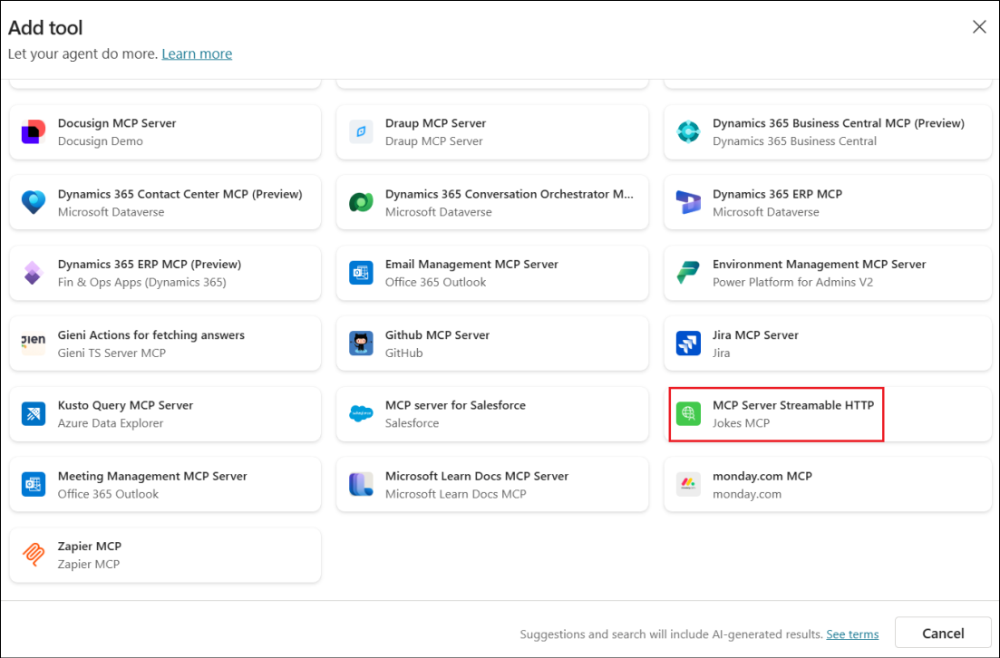 Add tool
Let your agent do more. Learn more
Docusign MCP Server
Docusign Demo
Draup MCP Server
Draup MCP Server
Dynamics 365 Business Central MCP (Preview)
Dynamics 365 Business Central
Dynamics 365 Contact Center MCP (Preview)
Microsoft Dataverse
Dynamics 365 Conversation Orchestrator M...
Microsoft Dataverse
Dynamics 365 ERP MCP
Microsoft Dataverse
Dynamics 365 ERP MCP (Preview)
Fin & Ops Apps (Dynamics 365)
Email Management MCP Server
Office 365 Outlook
Environment Management MCP Server
Power Platform for Admins V2
gien
Gieni Actions for fetching answers
Gieni TS Server MCP
Github MCP Server
GitHub
Jira MCP Server
Jira
Kusto Query MCP Server
Azure Data Explorer
salesforce
MCP server for Salesforce
Salesforce
MCP Server Streamable HTTP
Jokes MCP
Meeting Management MCP Server
Office 365 Outlook
Microsoft Learn Docs MCP Server
Microsoft Learn Docs MCP
monday.com MCP
monday.com
Zapier MCP
Zapier MCP
Suggestions and search will include AI-generated results. See terms
Cancel